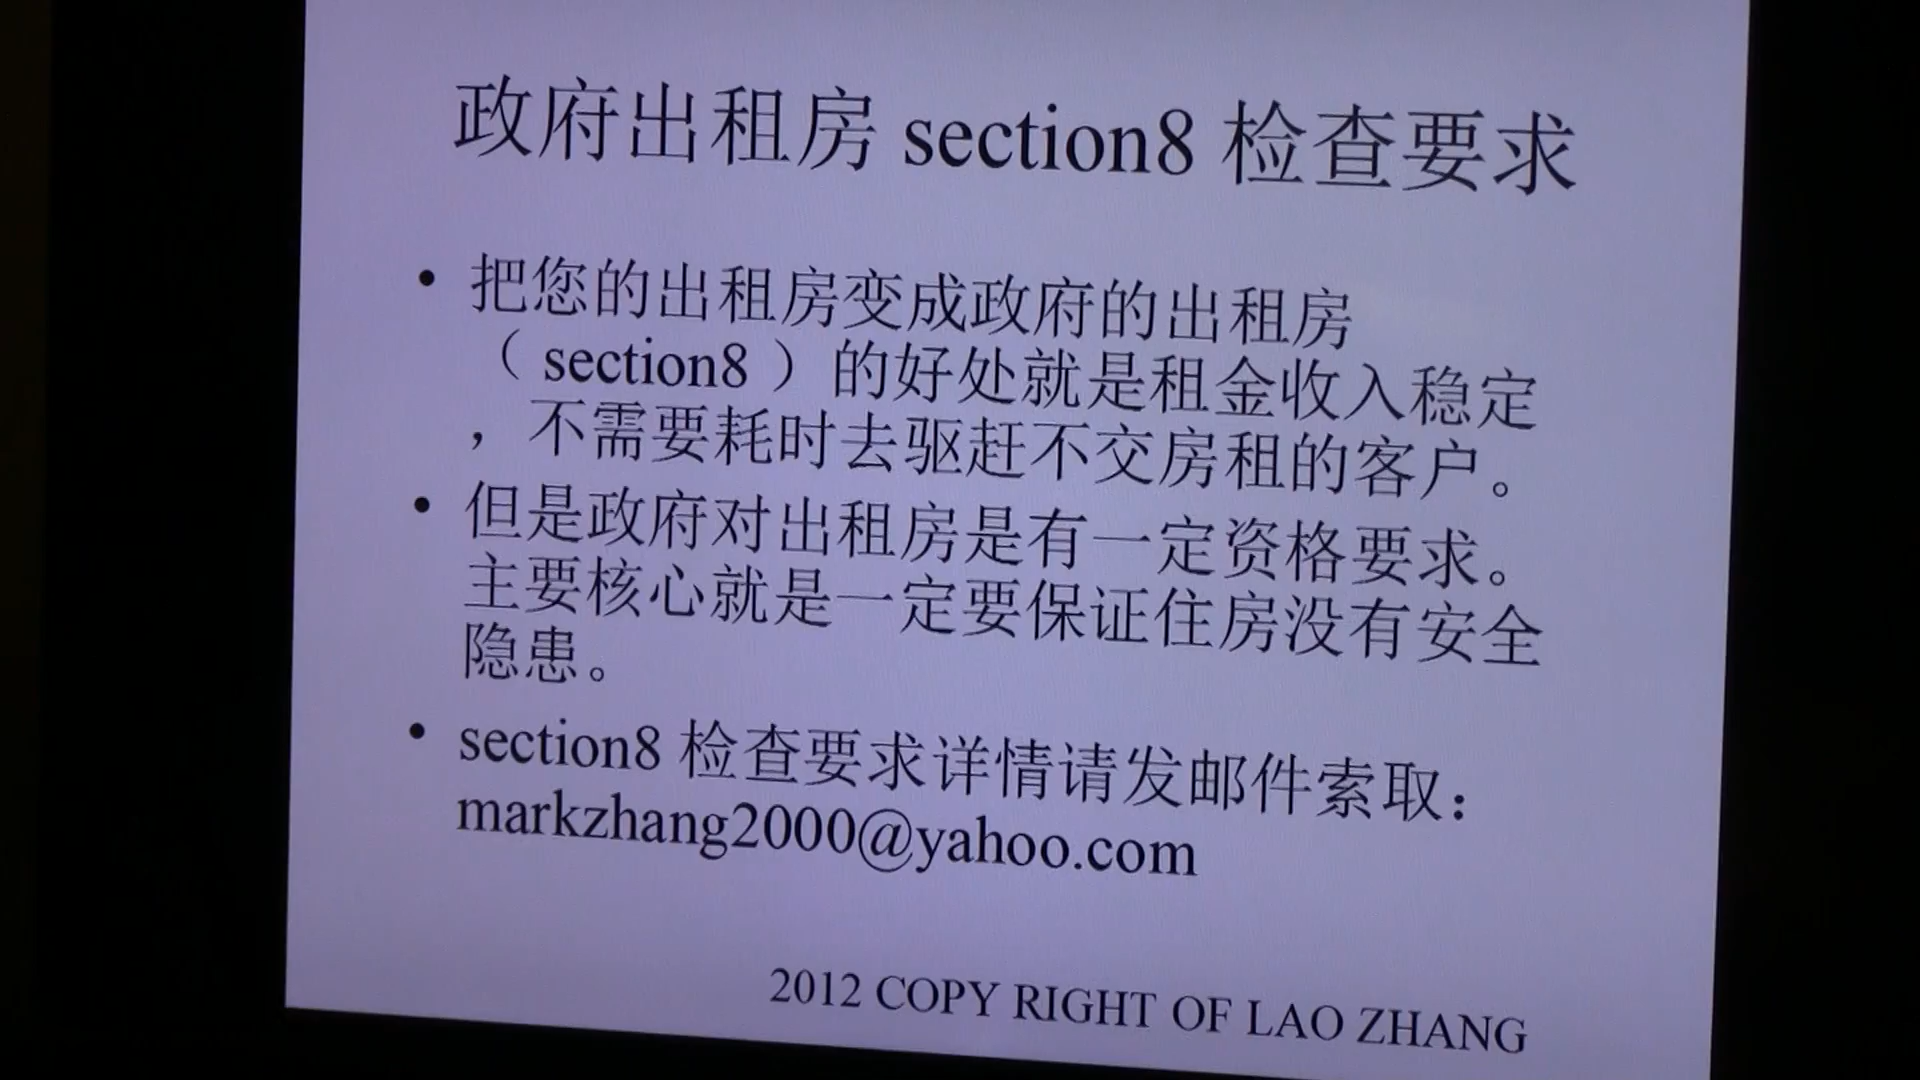 政府出租房 section8 检查要求
• 把您的出租房变成政府的出租房
（ section8 ）的好处就是租金收入稳定
，不需要耗时去驱赶不交房租的客户。
• 但是政府对出租房是有一定资格要求。
主要核心就是一定要保证住房没有安全
隐患。
• section8 检查要求详情请发邮件索取：
markzhang2000@yahoo.com
2012 COPY RIGHT OF LAO ZHANG